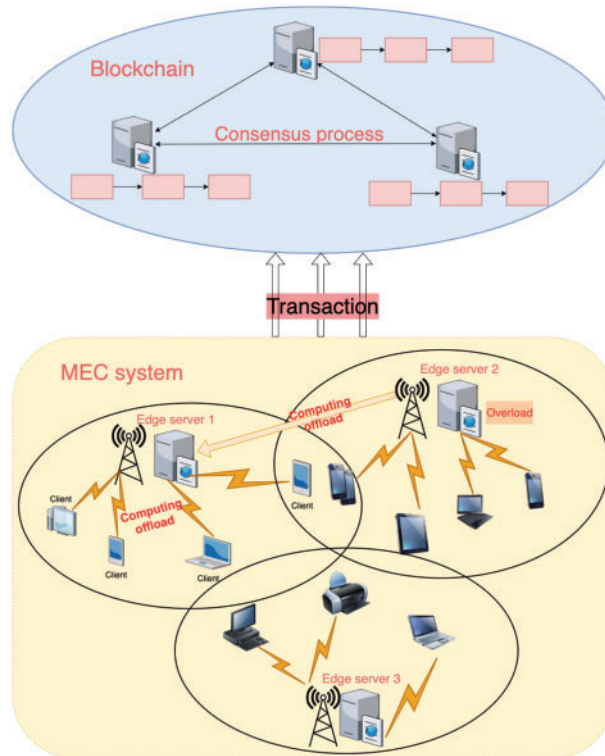 Blockchain
Consensus process
Transaction
MEC system
Edge server 2
Edge server 1
Computing
offload
Overload
Client
Computing
offload
Client
Client
Client
Edge server 3